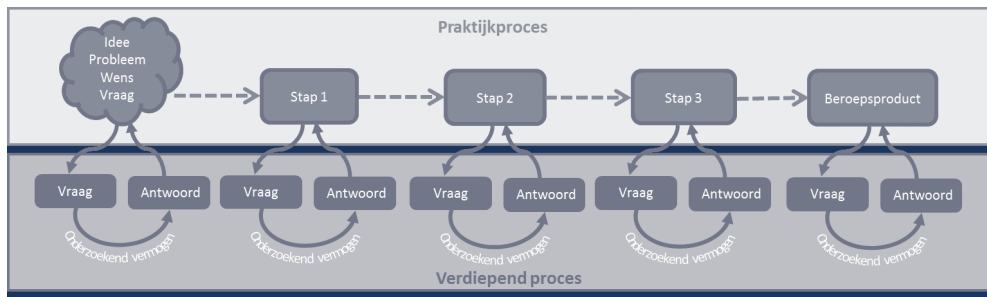 Praktijkproces
Idee
Probleem
Wens
Vraag
Stap 1
Stap 2
Stap 3
Beroepsproduct
Vraag
Antwoord
Vraag
Antwoord
Vraag
Antwoord
Vraag
Antwoord
Vraag
Antwoord
Onderzoekend vermogen
Onderzoekend vermogen
Onderzoekend vermogen
Onderzoekend vermogen
Onderzoekend vermogen
Verdiepend proces